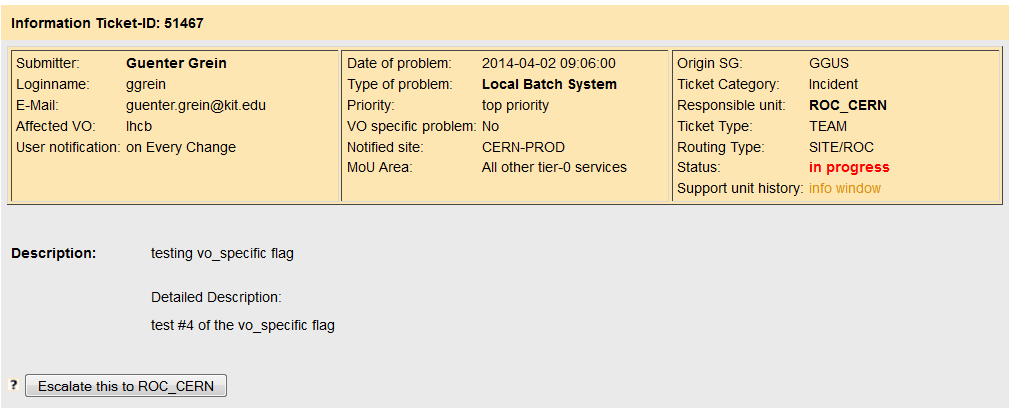 Information Ticket-ID: 51467
Submitter: Guenter Grein
Loginname: ggrein
E-Mail: guenter.grein@kit.edu
Affected VO: lhcb
User notification: on Every Change
Date of problem: 2014-04-02 09:06:00
Type of problem: Local Batch System
Priority: top priority
VO specific problem: No
Notified site: CERN-PROD
MoU Area: All other tier-0 services
Origin SG: GGUS
Ticket Category: Incident
Responsible unit: ROC_CERN
Ticket Type: TEAM
Routing Type: SITE/ROC
Status: in progress
Support unit history: info window
Description: testing vo_specific flag
Detailed Description:
test #4 of the vo_specific flag
? Escalate this to ROC_CERN